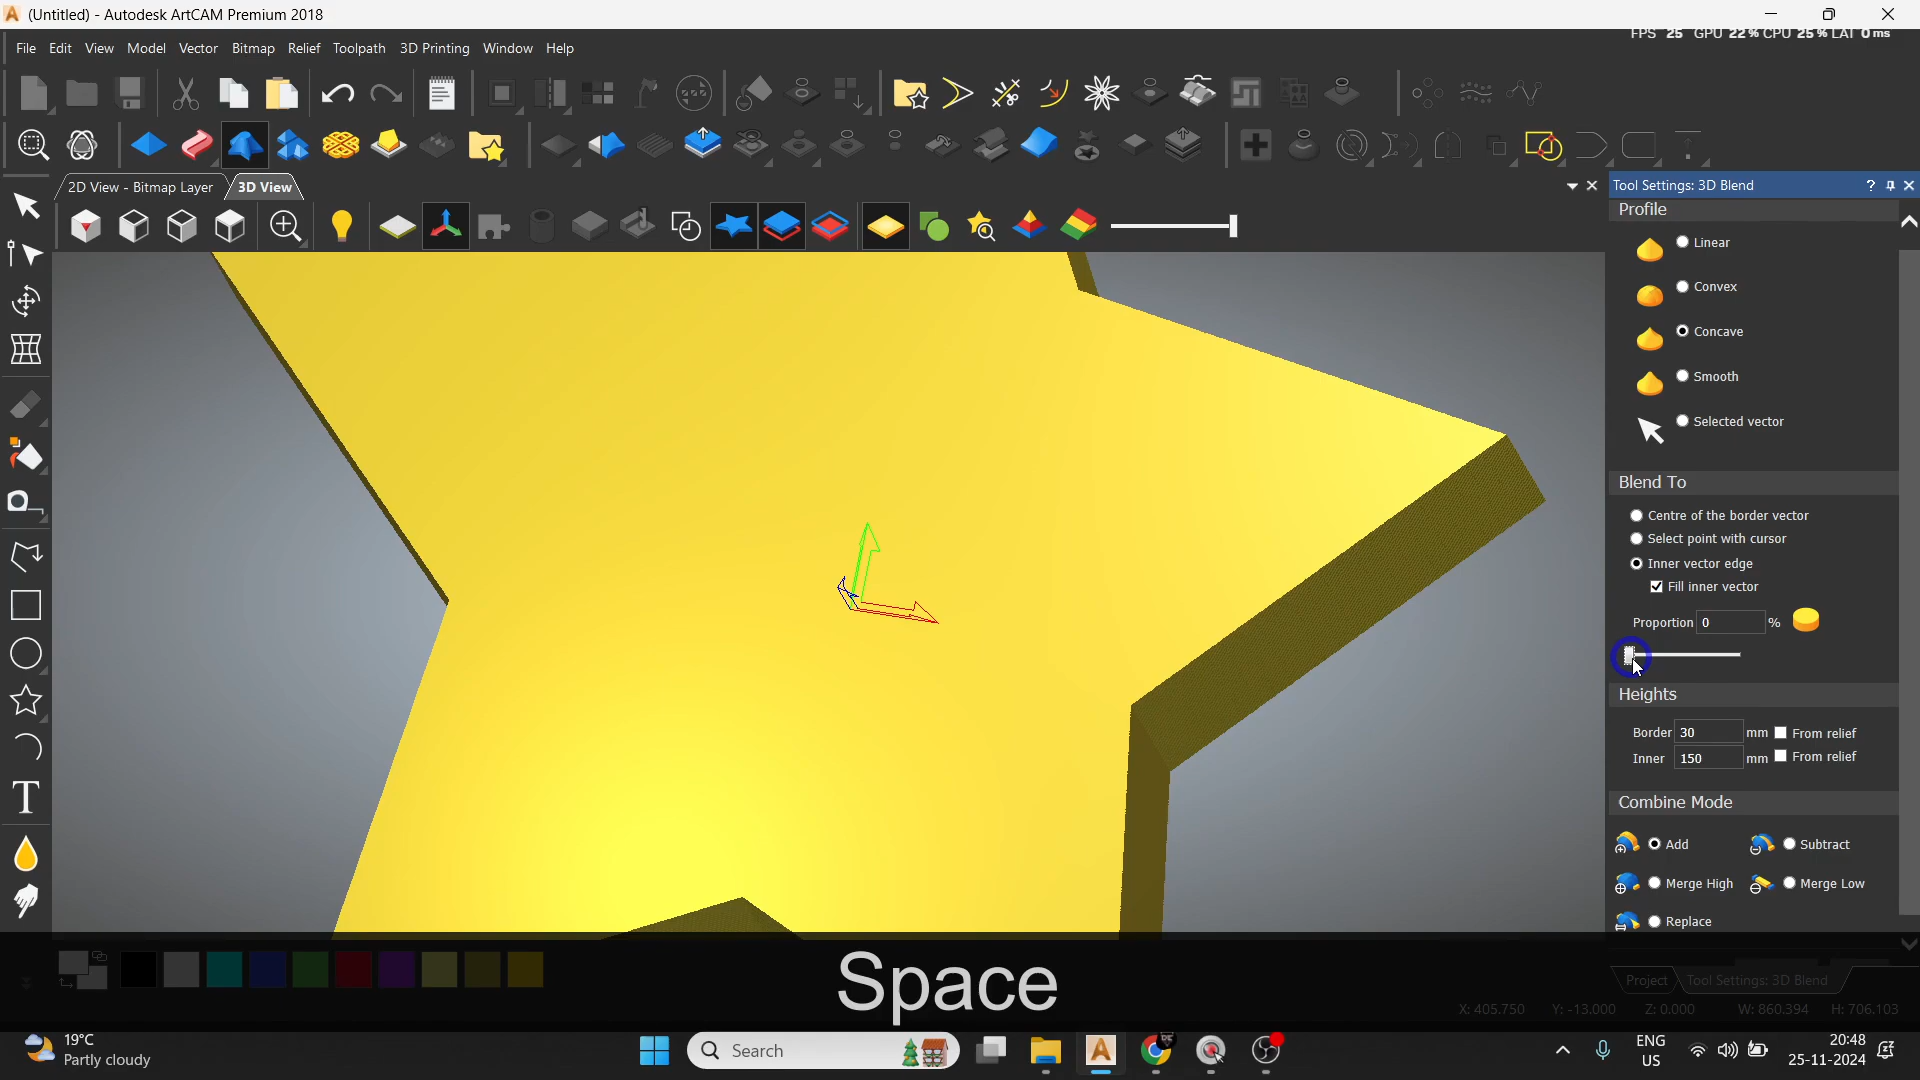 (Untitled) - Autodesk ArtCAM Premium 2018
FPS 25 GPU 22 % CPU 25 % LAT 0 ms
File Edit View Model Vector Bitmap Relief Toolpath 3D Printing Window Help
2D View - Bitmap Layer 3D View
Tool Settings: 3D Blend
Profile
Linear
Convex
Concave
Smooth
Selected vector
Blend To
Centre of the border vector
Select point with cursor
Inner vector edge
Fill inner vector
Proportion 0 %
Heights
Border 30 mm From relief
Inner 150 mm From relief
Combine Mode
Add Subtract
Merge High Merge Low
Replace
Space
Project Tool Settings: 3D Blend
X: 405.750 Y: -13.000 Z: 0.000 W: 860.394 H: 706.103
19°C
Partly cloudy
Search
ENG
US
20:48
25-11-2024